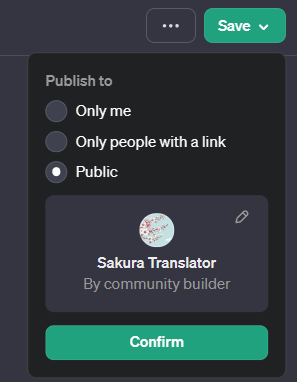 ...
Save
Publish to
Only me
Only people with a link
Public
Sakura Translator
By community builder
Confirm